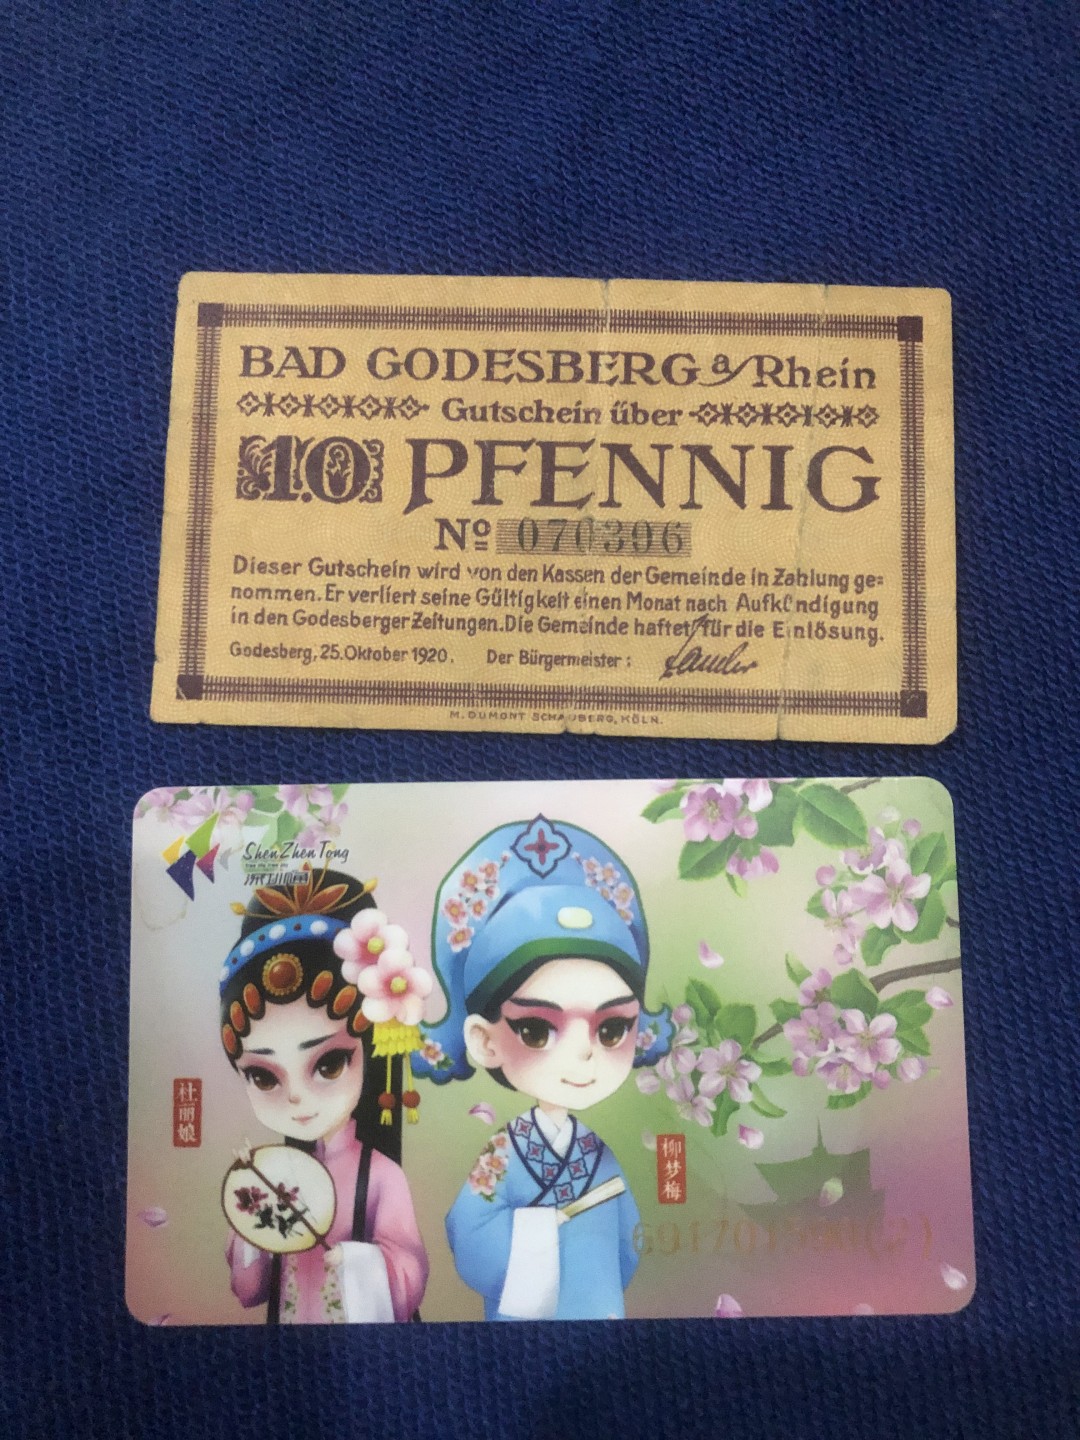 BAD GODESBERG a/Rhein
Gutschein über
10 PFENNIG
Nº 070396
Dieser Gutschein wird von den Kassen der Gemeinde in Zahlung ge=
nommen. Er verliert seine Gültigkeit einen Monat nach Aufkündigung
in den Godesberger Zeitungen. Die Gemeinde haftet für die Einlösung.
Godesberg, 25. Oktober 1920. Der Bürgermeister:
M. DUMONT SCHAUBERG, KÖLN.
ShenZhen Tong
深圳通
杜丽娘
柳梦梅